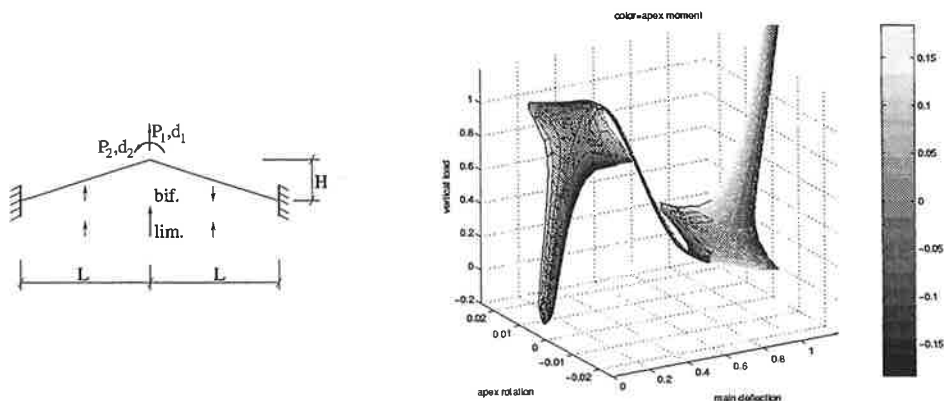 P₁,d₁
P₂,d₂
H
bif.
lim.
L
L
color=apex moment
vertical load
1
0.8
0.6
0.4
0.2
0
-0.2
0.02
0.01
0
-0.01
-0.02
apex rotation
0
0.2
0.4
0.6
0.8
1
main deflection
0.15
0.1
0.05
0
-0.05
-0.1
-0.15